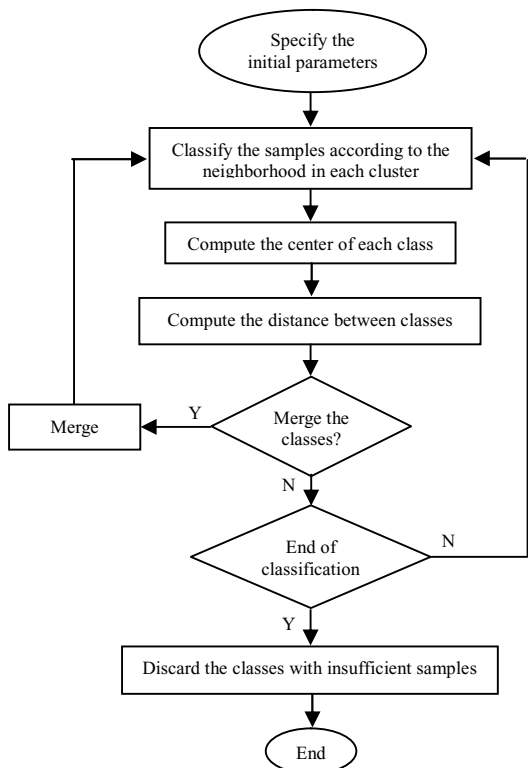 Specify the
initial parameters
Classify the samples according to the
neighborhood in each cluster
Compute the center of each class
Compute the distance between classes
Y
Merge
Merge the
classes?
N
End of
classification
N
Y
Discard the classes with insufficient samples
End